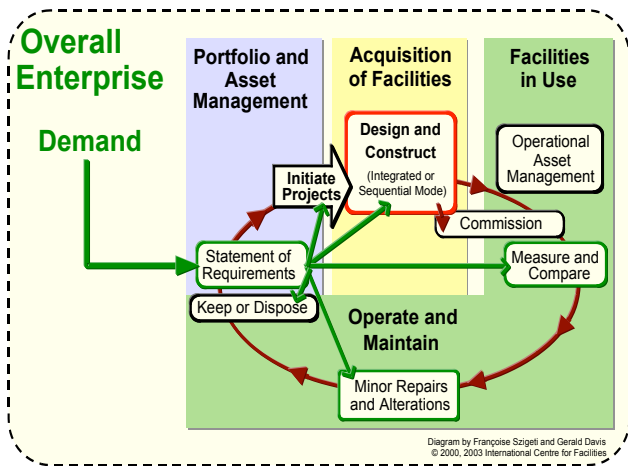 Overall
Enterprise
Demand
Portfolio and
Asset
Management
Acquisition
of Facilities
Facilities
in Use
Initiate
Projects
Design and
Construct
(Integrated or
Sequential Mode)
Operational
Asset
Management
Commission
Statement of
Requirements
Measure and
Compare
Keep or Dispose
Operate and
Maintain
Minor Repairs
and Alterations
Diagram by Françoise Szigeti and Gerald Davis
© 2000, 2003 International Centre for Facilities